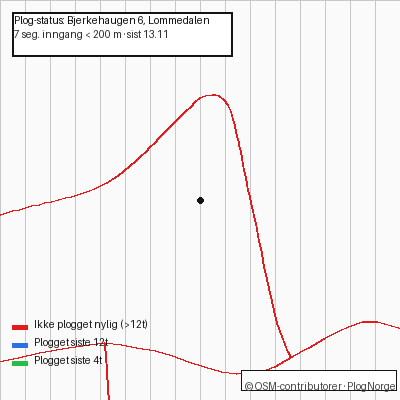 Plog-status: Bjerkehaugen 6, Lommedalen
7 seg. inngang < 200 m · sist 13.11
Ikke plogget nylig (>12t)
Plogget siste 12t
Plogget siste 4t
© OSM-contributorer · PlogNorge